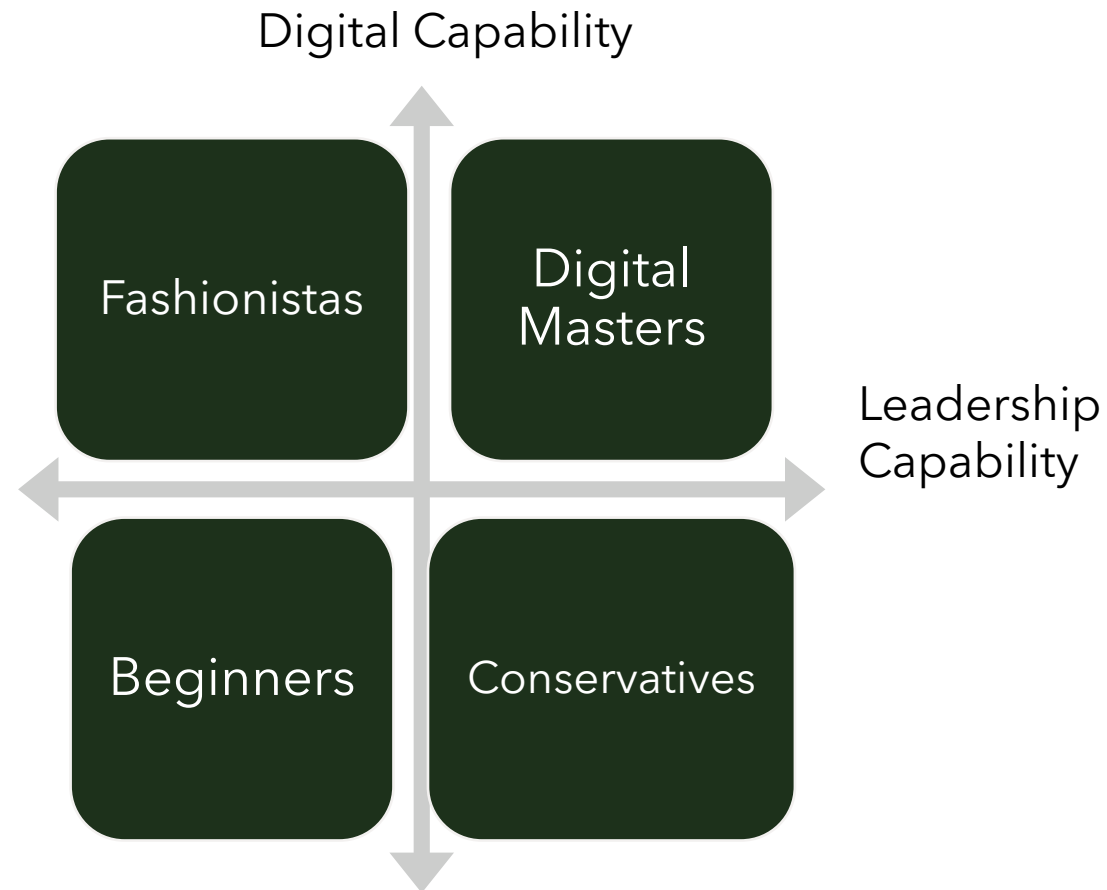 Digital Capability
Fashionistas
Digital
Masters
Leadership
Capability
Beginners
Conservatives